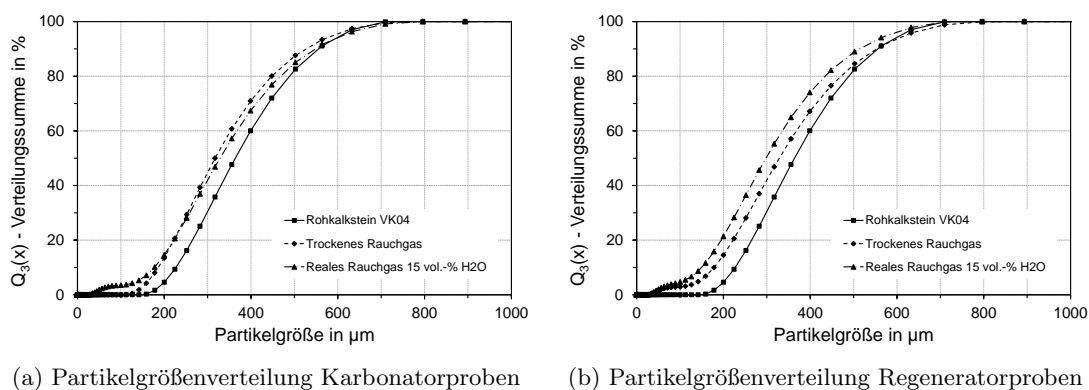 Q3(x) - Verteilungssumme in %
100
80
60
40
20
0
Rohkalkstein VK04
Trockenes Rauchgas
Reales Rauchgas 15 vol.-% H2O
0 200 400 600 800 1000
Partikelgröße in µm
(a) Partikelgrößenverteilung Karbonatorproben
Q3(x) - Verteilungssumme in %
100
80
60
40
20
0
Rohkalkstein VK04
Trockenes Rauchgas
Reales Rauchgas 15 vol.-% H2O
0 200 400 600 800 1000
Partikelgröße in µm
(b) Partikelgrößenverteilung Regeneratorproben